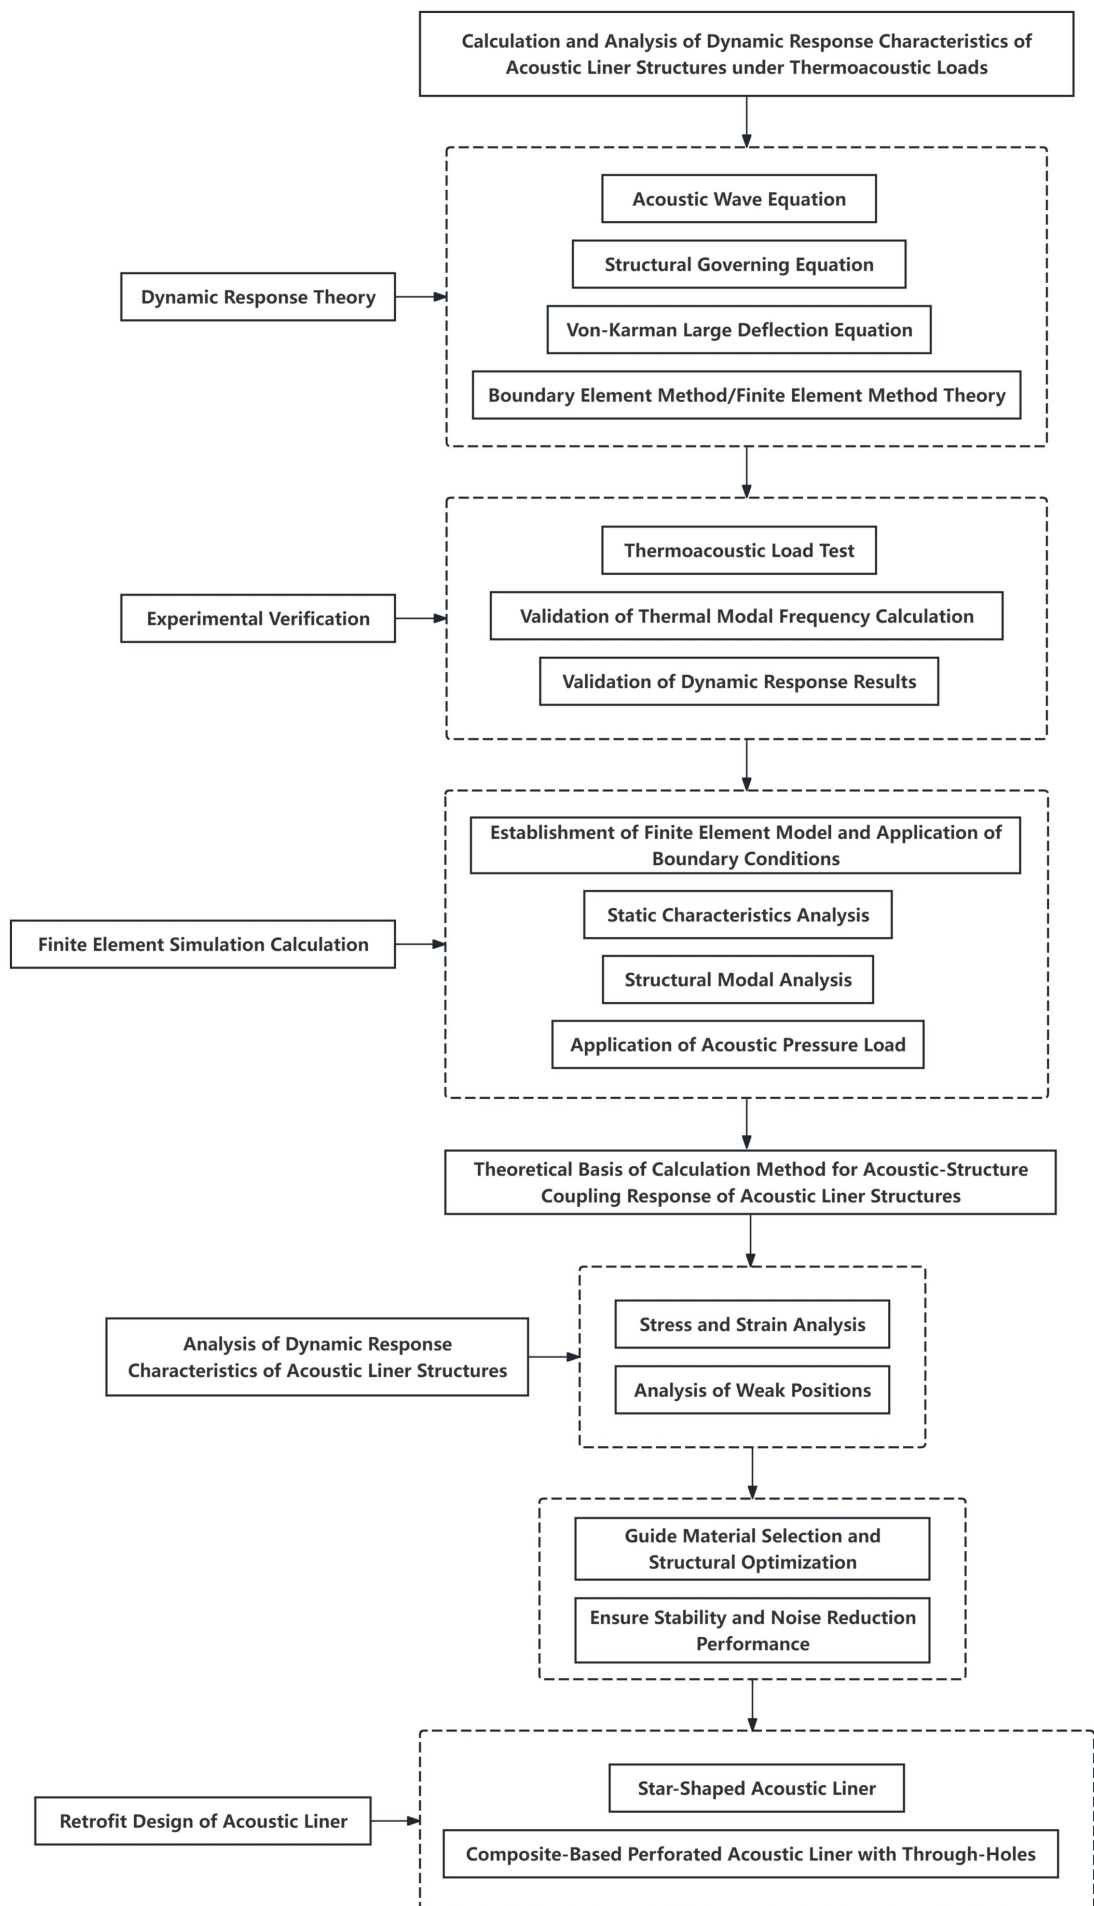 Calculation and Analysis of Dynamic Response Characteristics of
Acoustic Liner Structures under Thermoacoustic Loads
Dynamic Response Theory
Acoustic Wave Equation
Structural Governing Equation
Von-Karman Large Deflection Equation
Boundary Element Method/Finite Element Method Theory
Experimental Verification
Thermoacoustic Load Test
Validation of Thermal Modal Frequency Calculation
Validation of Dynamic Response Results
Finite Element Simulation Calculation
Establishment of Finite Element Model and Application of
Boundary Conditions
Static Characteristics Analysis
Structural Modal Analysis
Application of Acoustic Pressure Load
Theoretical Basis of Calculation Method for Acoustic-Structure
Coupling Response of Acoustic Liner Structures
Analysis of Dynamic Response
Characteristics of Acoustic Liner Structures
Stress and Strain Analysis
Analysis of Weak Positions
Guide Material Selection and
Structural Optimization
Ensure Stability and Noise Reduction
Performance
Retrofit Design of Acoustic Liner
Star-Shaped Acoustic Liner
Composite-Based Perforated Acoustic Liner with Through-Holes